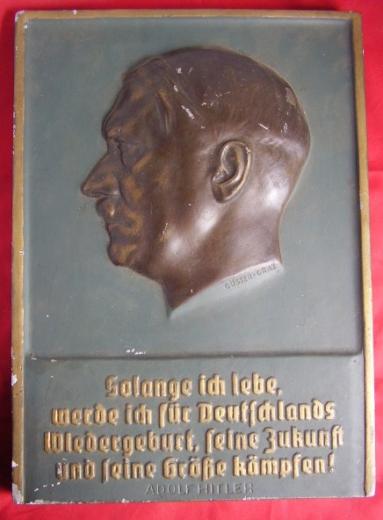 Solange ich lebe,
werde ich für Deutschlands
Wiedergeburt, seine Zukunft
und seine Größe kämpfen!
ADOLF HITLER